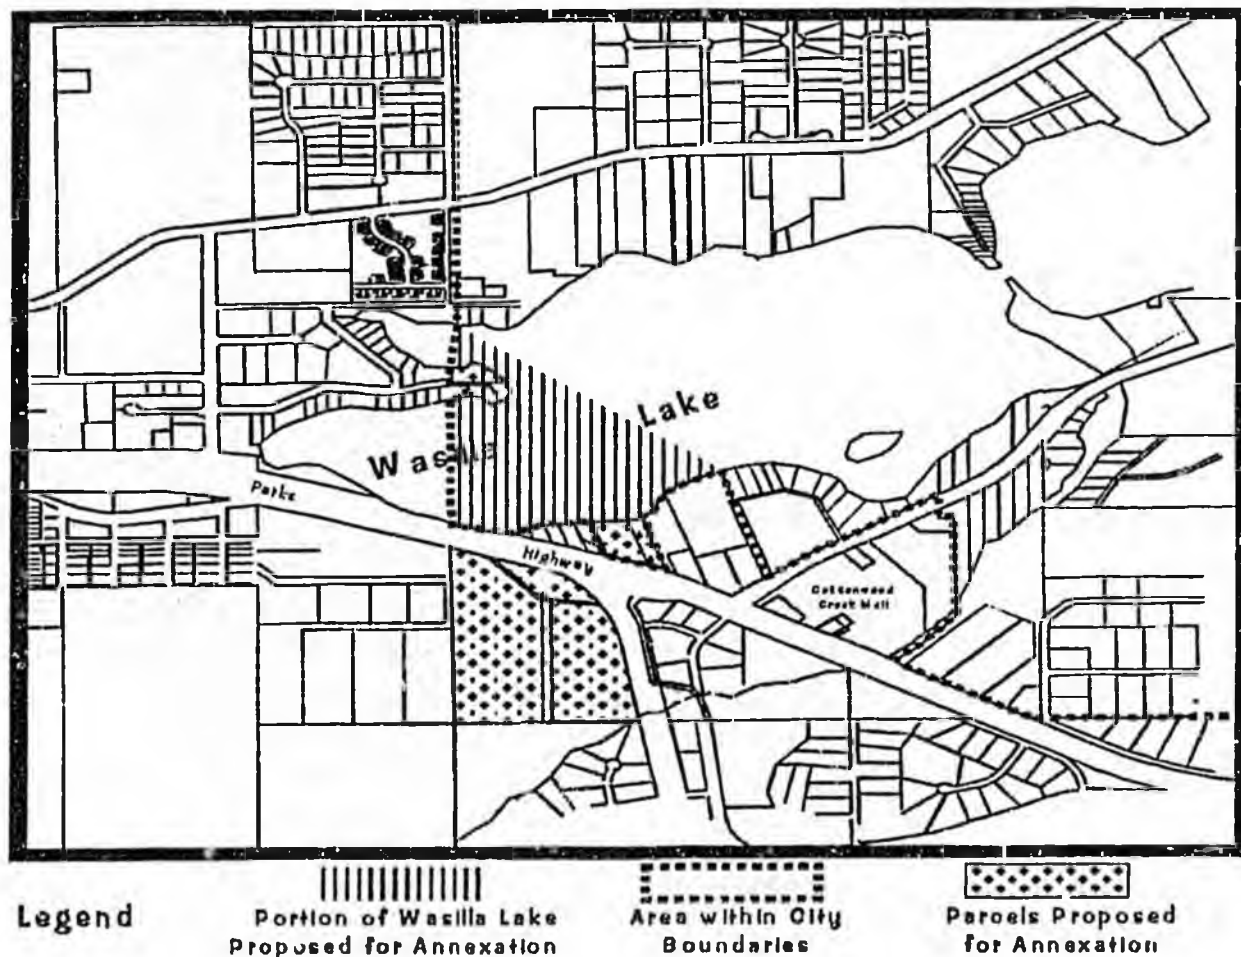 Wasilla
Lake
Parks
Highway
Cottonwood
Creek Mall
Legend
Portion of Wasilla Lake
Proposed for Annexation
Area within City
Boundaries
Parcels Proposed
for Annexation